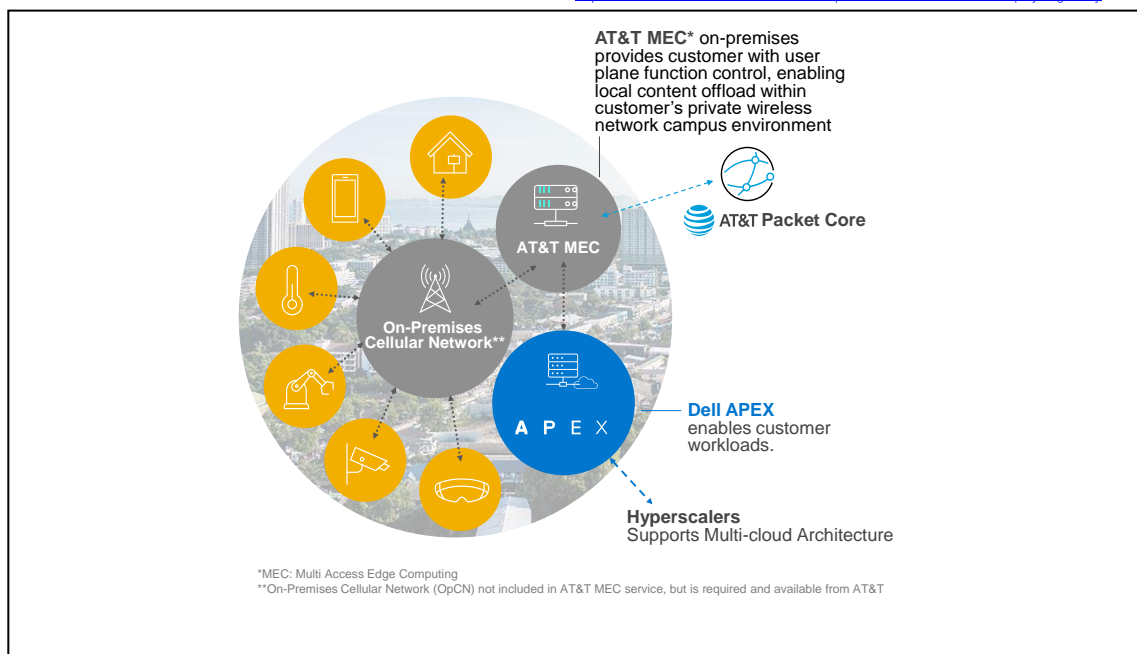 AT&T MEC* on-premises
provides customer with user
plane function control, enabling
local content offload within
customer's private wireless
network campus environment
AT&T MEC
AT&T Packet Core
On-Premises
Cellular Network**
APEX
Dell APEX
enables customer
workloads.
Hyperscalers
Supports Multi-cloud Architecture
*MEC: Multi Access Edge Computing
**On-Premises Cellular Network (OpCN) not included in AT&T MEC service, but is required and available from AT&T